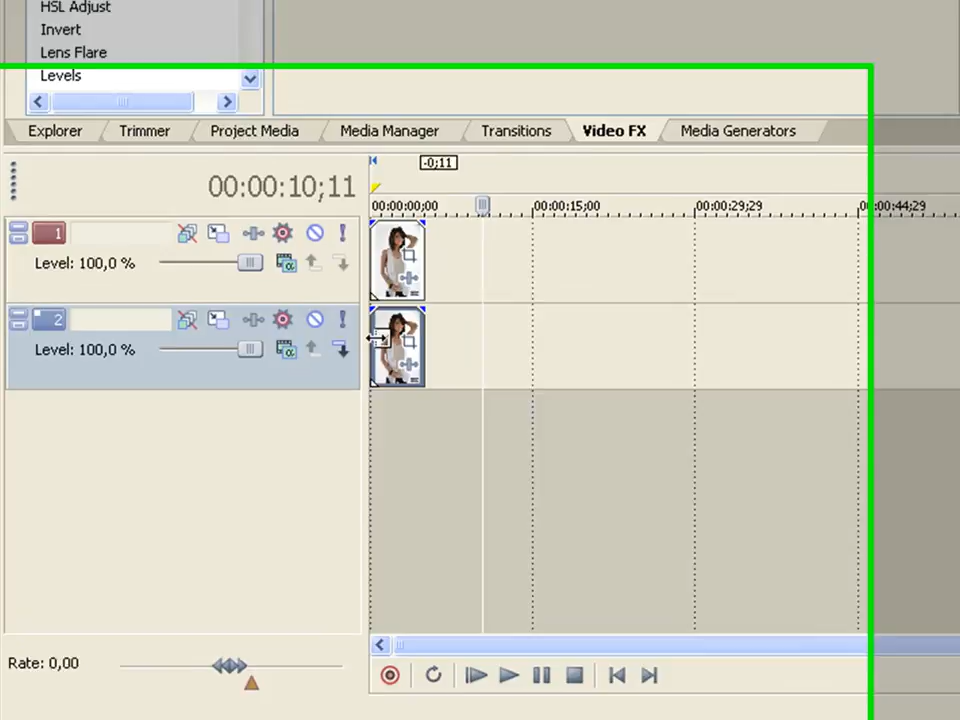 HSL Adjust
Invert
Lens Flare
Levels
Explorer Trimmer Project Media Media Manager Transitions Video FX Media Generators
-0;11
00:00:10;11
00:00:00;00 00:00:15;00 00:00:29;29 00:00:44;29
1
Level: 100,0 %
2
Level: 100,0 %
Rate: 0,00